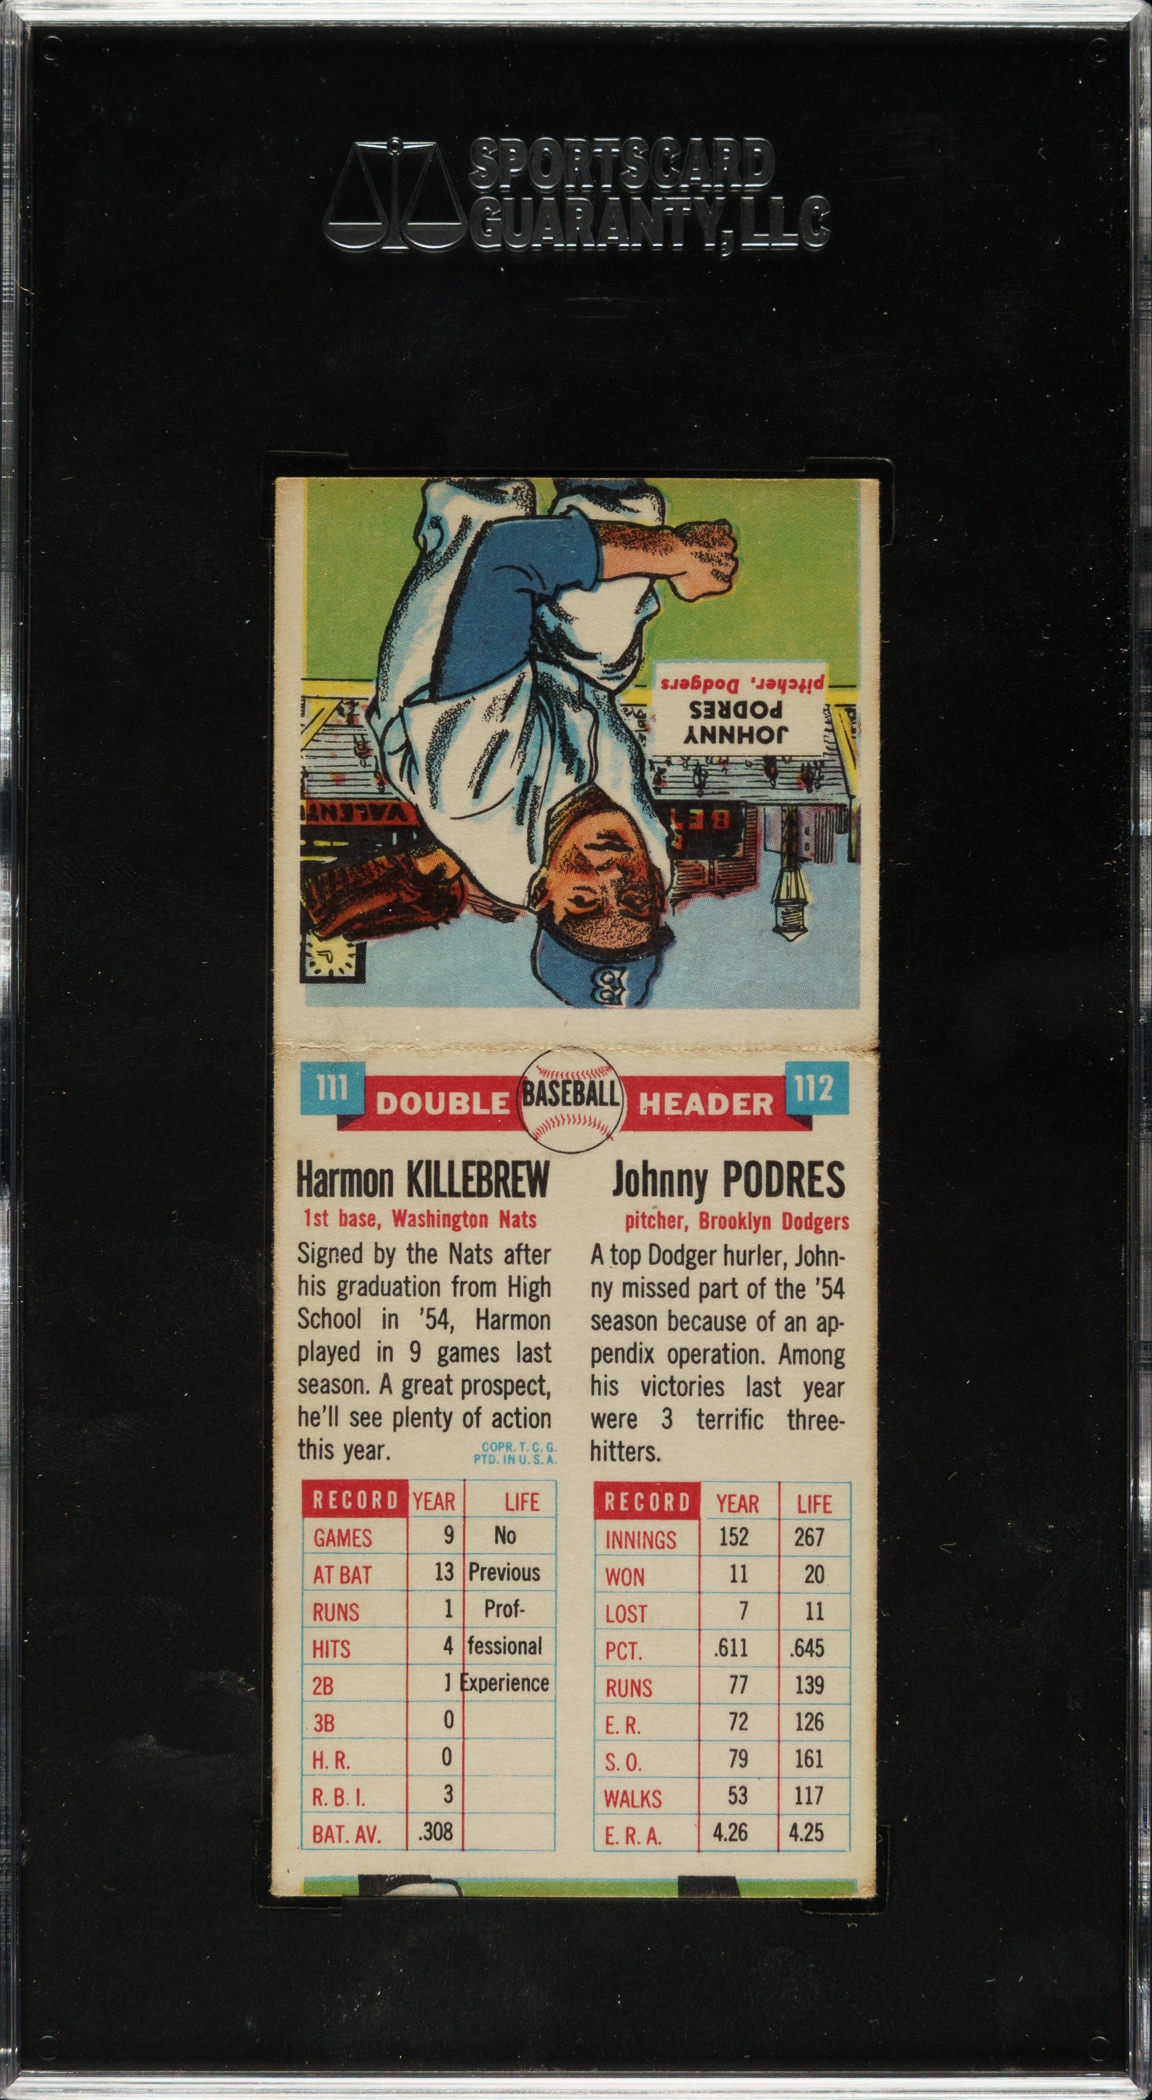 SPORTSCARD
GUARANTY, LLC
JOHNNY
PODRES
pitcher, Dodgers
111 DOUBLE BASEBALL HEADER 112
Harmon KILLEBREW
1st base, Washington Nats
Signed by the Nats after
his graduation from High
School in '54, Harmon
played in 9 games last
season. A great prospect,
he'll see plenty of action
this year.
COPR. T. C. G.
PTD. IN U. S. A.
RECORD YEAR LIFE
GAMES 9 No
AT BAT 13 Previous
RUNS 1 Prof-
HITS 4 fessional
2B 1 Experience
3B 0
H. R. 0
R. B. I. 3
BAT. AV. .308
Johnny PODRES
pitcher, Brooklyn Dodgers
A top Dodger hurler, John-
ny missed part of the '54
season because of an ap-
pendix operation. Among
his victories last year
were 3 terrific three-
hitters.
RECORD YEAR LIFE
INNINGS 152 267
WON 11 20
LOST 7 11
PCT. .611 .645
RUNS 77 139
E. R. 72 126
S. O. 79 161
WALKS 53 117
E. R. A. 4.26 4.25